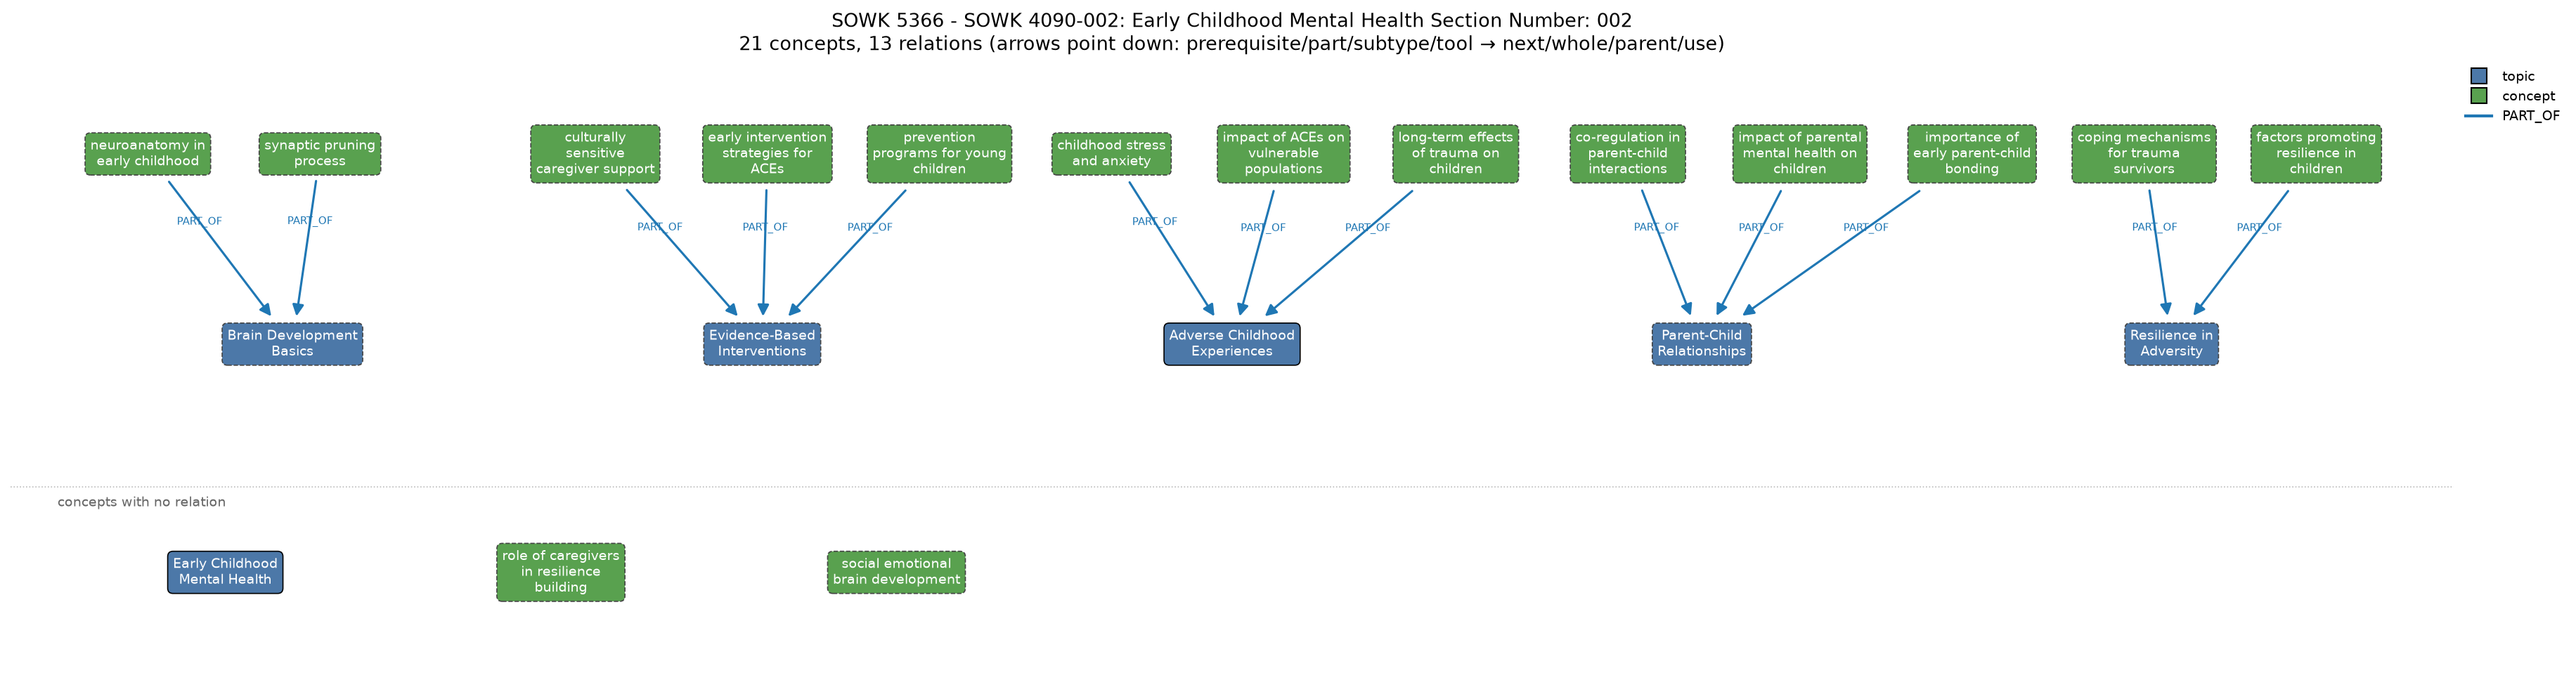 SOWK 5366 - SOWK 4090-002: Early Childhood Mental Health Section Number: 002
21 concepts, 13 relations (arrows point down: prerequisite/part/subtype/tool → next/whole/parent/use)
topic
concept
PART_OF
neuroanatomy in
early childhood
synaptic pruning
process
culturally
sensitive
caregiver support
early intervention
strategies for
ACEs
prevention
programs for young
children
childhood stress
and anxiety
impact of ACEs on
vulnerable
populations
long-term effects
of trauma on
children
co-regulation in
parent-child
interactions
impact of parental
mental health on
children
importance of
early parent-child
bonding
coping mechanisms
for trauma
survivors
factors promoting
resilience in
children
PART_OF
PART_OF
PART_OF
PART_OF
PART_OF
PART_OF
PART_OF
PART_OF
PART_OF
PART_OF
PART_OF
PART_OF
PART_OF
Brain Development
Basics
Evidence-Based
Interventions
Adverse Childhood
Experiences
Parent-Child
Relationships
Resilience in
Adversity
concepts with no relation
Early Childhood
Mental Health
role of caregivers
in resilience
building
social emotional
brain development